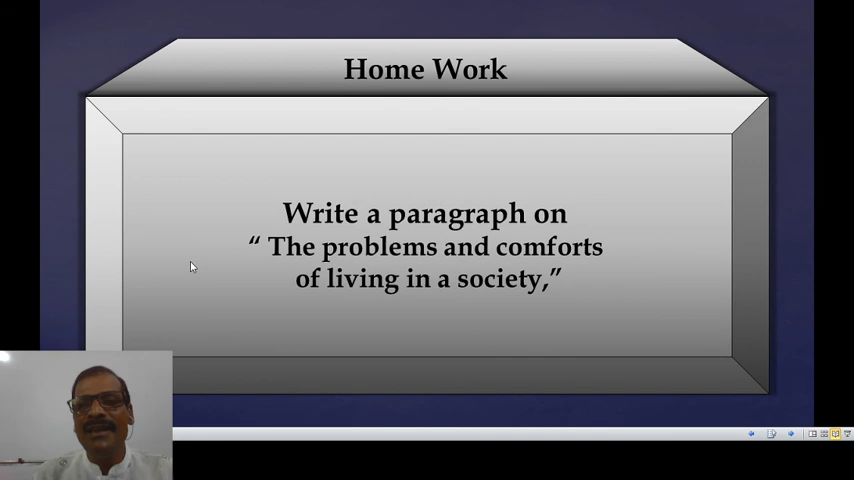 Home Work
Write a paragraph on
“ The problems and comforts
of living in a society,”